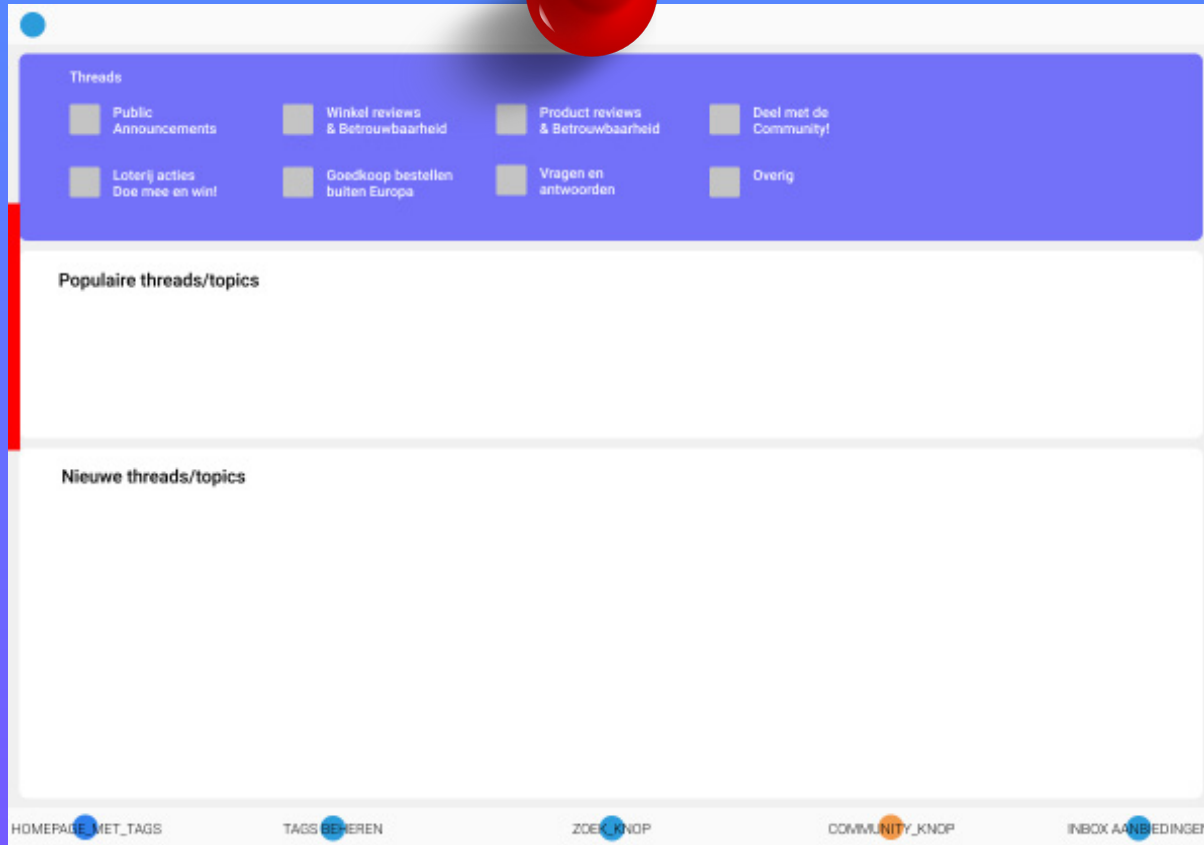 Threads
Public
Announcements
Winkel reviews
& Betrouwbaarheid
Product reviews
& Betrouwbaarheid
Deel met de
Community!
Loterij acties
Doe mee en win!
Goedkoop bestellen
buiten Europa
Vragen en
antwoorden
Overig
Populaire threads/topics
Nieuwe threads/topics
HOMEPAGE_MET_TAGS
TAGS BEHEREN
ZOEK_KNOP
COMMUNITY_KNOP
INBOX AANBIEDINGEN